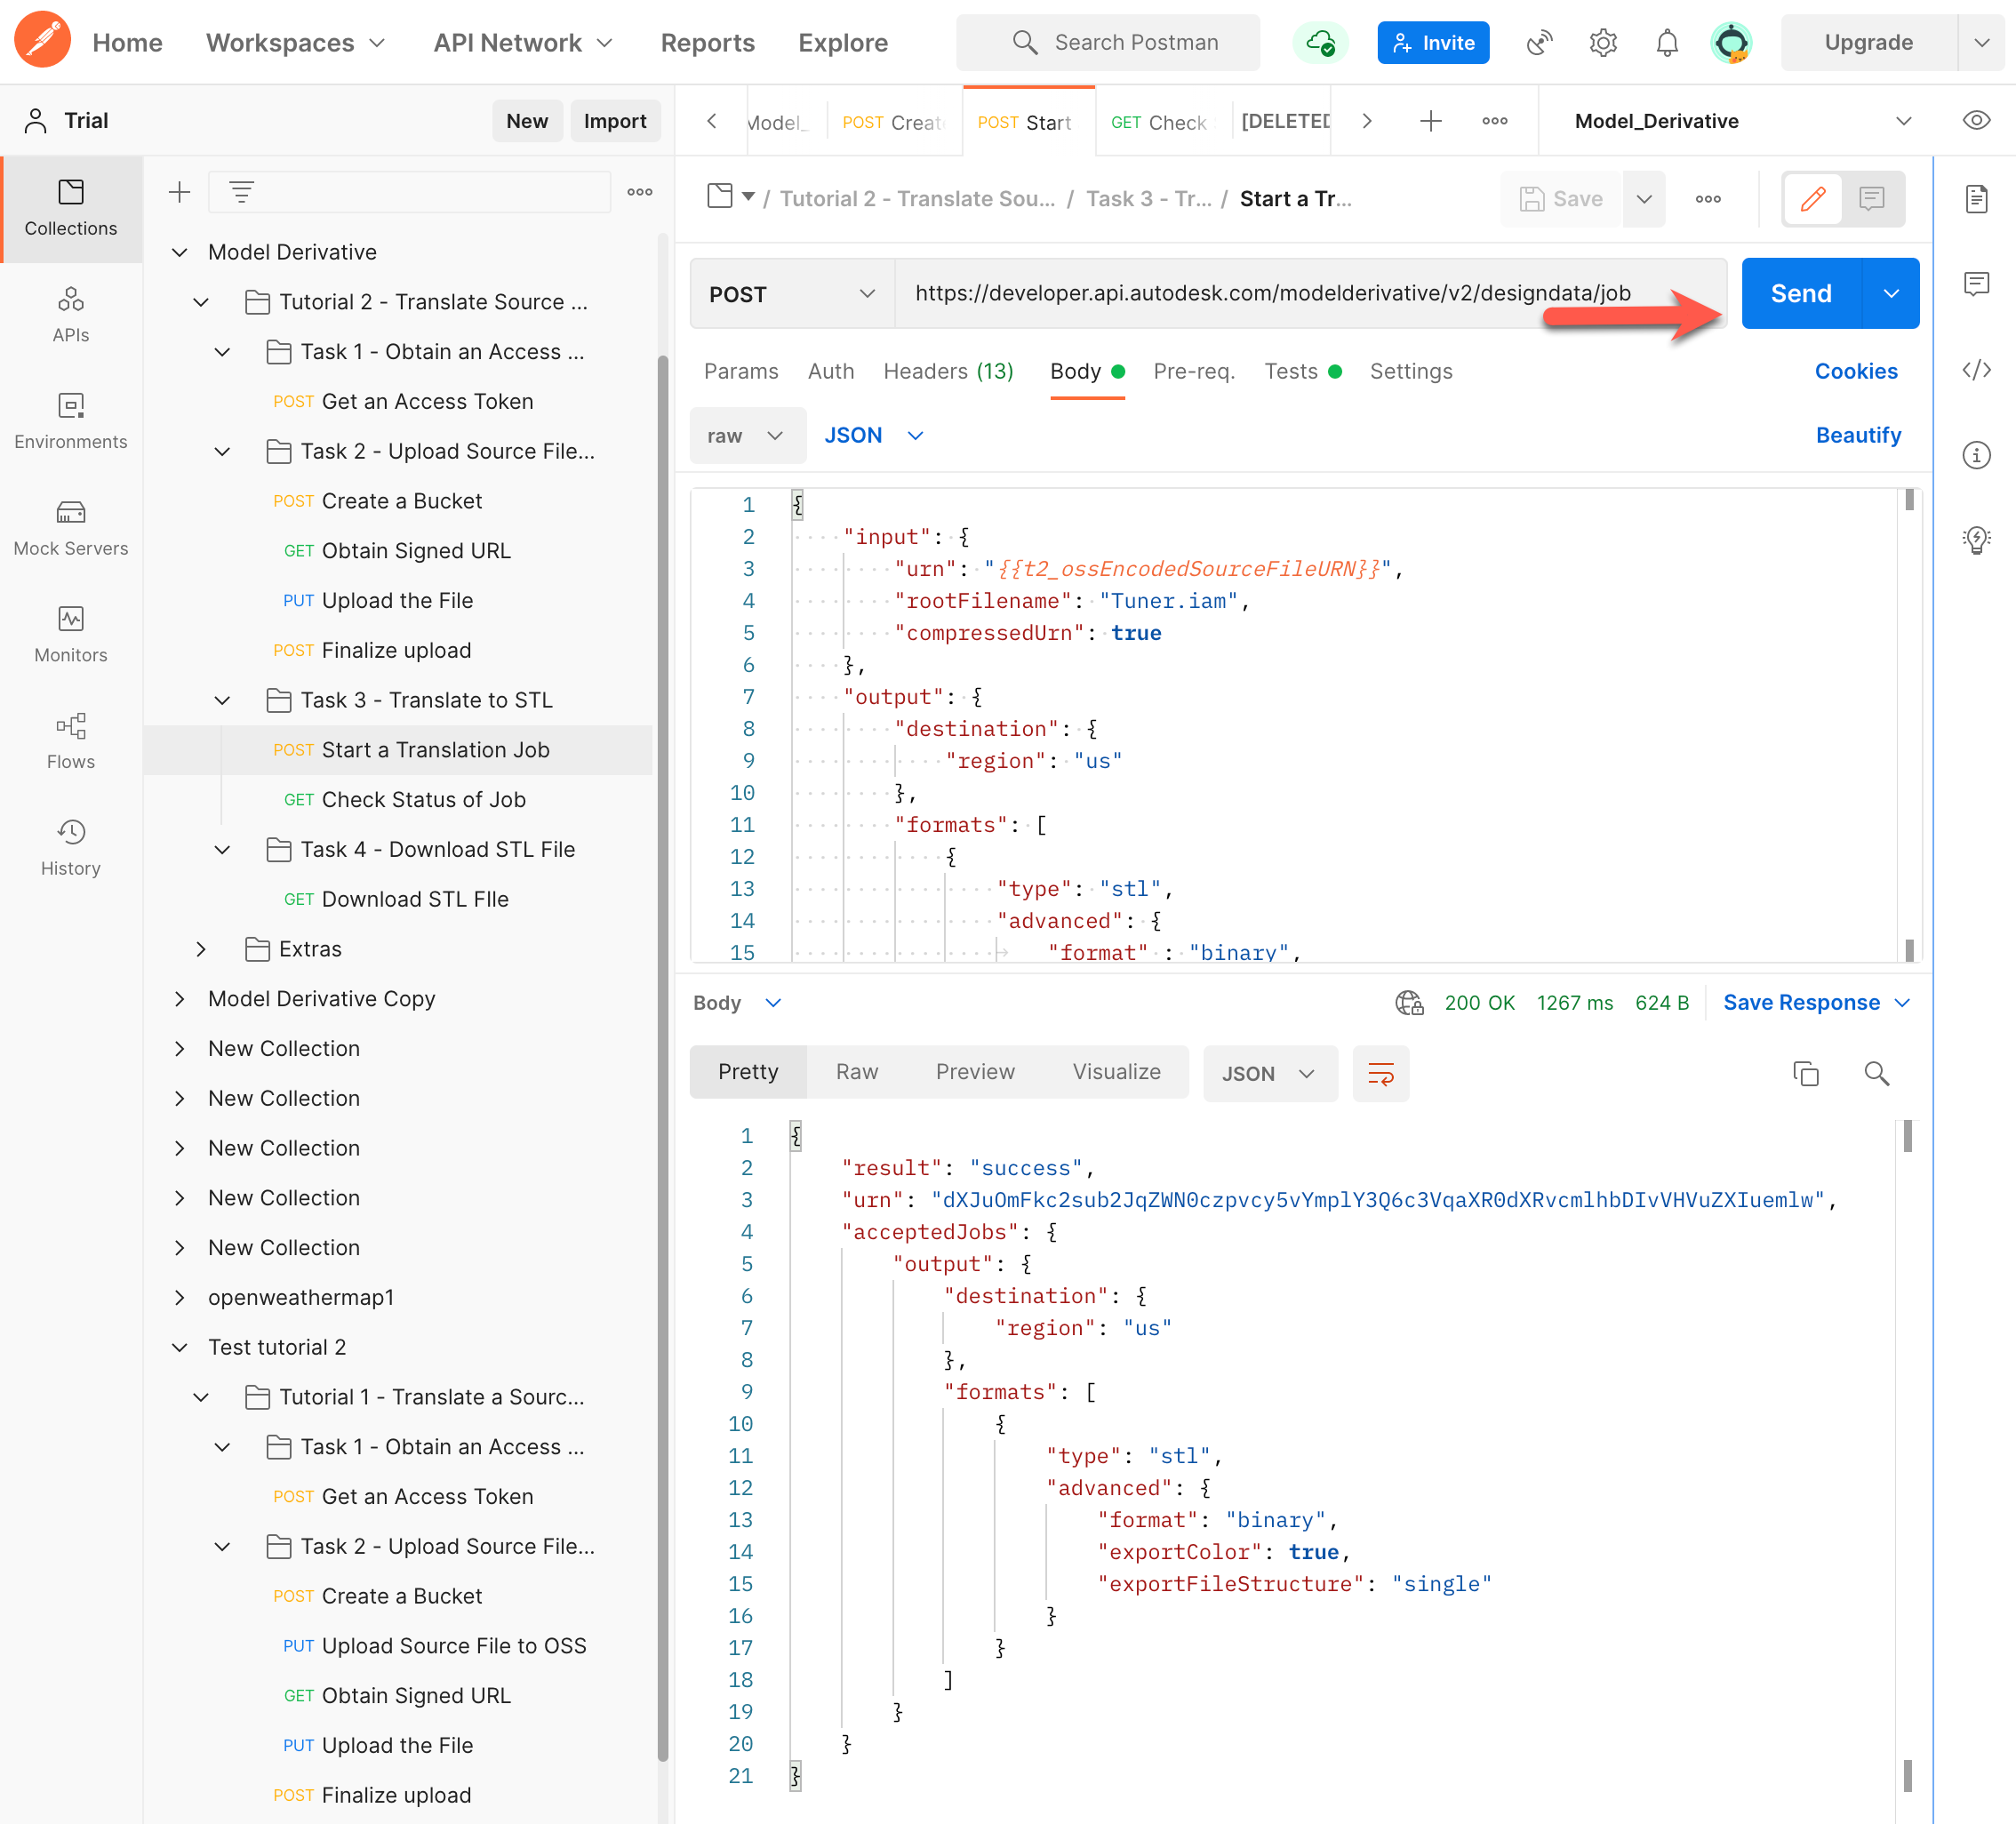 Home Workspaces API Network Reports Explore Search Postman Invite Upgrade
Trial New Import
Model_ POST Create POST Start GET Check [DELETED Model_Derivative
Collections
APIs
Environments
Mock Servers
Monitors
Flows
History
Model Derivative
Tutorial 2 - Translate Source ...
Task 1 - Obtain an Access ...
POST Get an Access Token
Task 2 - Upload Source File...
POST Create a Bucket
GET Obtain Signed URL
PUT Upload the File
POST Finalize upload
Task 3 - Translate to STL
POST Start a Translation Job
GET Check Status of Job
Task 4 - Download STL File
GET Download STL FIle
Extras
Model Derivative Copy
New Collection
New Collection
New Collection
New Collection
New Collection
openweathermap1
Test tutorial 2
Tutorial 1 - Translate a Sourc...
Task 1 - Obtain an Access ...
POST Get an Access Token
Task 2 - Upload Source File...
POST Create a Bucket
PUT Upload Source File to OSS
GET Obtain Signed URL
PUT Upload the File
POST Finalize upload
/ Tutorial 2 - Translate Sou... / Task 3 - Tr... / Start a Tr... Save
POST https://developer.api.autodesk.com/modelderivative/v2/designdata/job Send
Params Auth Headers (13) Body Pre-req. Tests Settings Cookies
raw JSON Beautify
1 {
2 "input": {
3 "urn": "{{t2_ossEncodedSourceFileURN}}",
4 "rootFilename": "Tuner.iam",
5 "compressedUrn": true
6 },
7 "output": {
8 "destination": {
9 "region": "us"
10 },
11 "formats": [
12 {
13 "type": "stl",
14 "advanced": {
15 "format" : "binary",
Body 200 OK 1267 ms 624 B Save Response
Pretty Raw Preview Visualize JSON
1 {
2 "result": "success",
3 "urn": "dXJuOmFkc2sub2JqZWN0czpvcy5vYmplY3Q6c3VqaXR0dXRvcmlhbDIvVHVuZXIuemlw",
4 "acceptedJobs": {
5 "output": {
6 "destination": {
7 "region": "us"
8 },
9 "formats": [
10 {
11 "type": "stl",
12 "advanced": {
13 "format": "binary",
14 "exportColor": true,
15 "exportFileStructure": "single"
16 }
17 }
18 ]
19 }
20 }
21 }